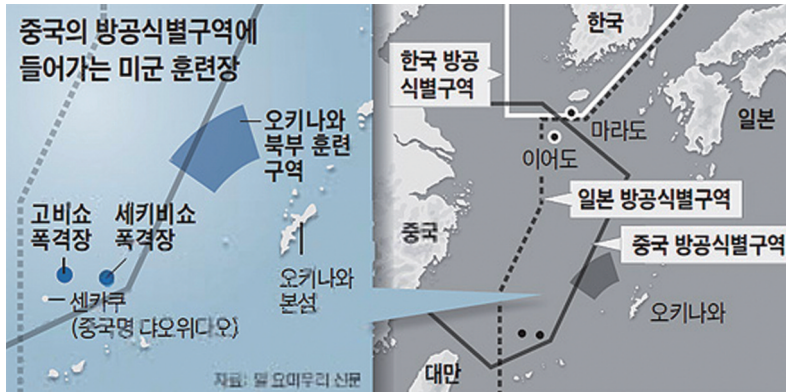 중국의 방공식별구역에
들어가는 미군 훈련장
오키나와
북부 훈련
구역
고비쇼
폭격장
세키비쇼
폭격장
센카쿠
(중국명 댜오위다오)
오키나와
본섬
자료: 요미우리 신문
한국
한국 방공
식별구역
마라도
이어도
일본
일본 방공식별구역
중국
중국 방공식별구역
오키나와
대만